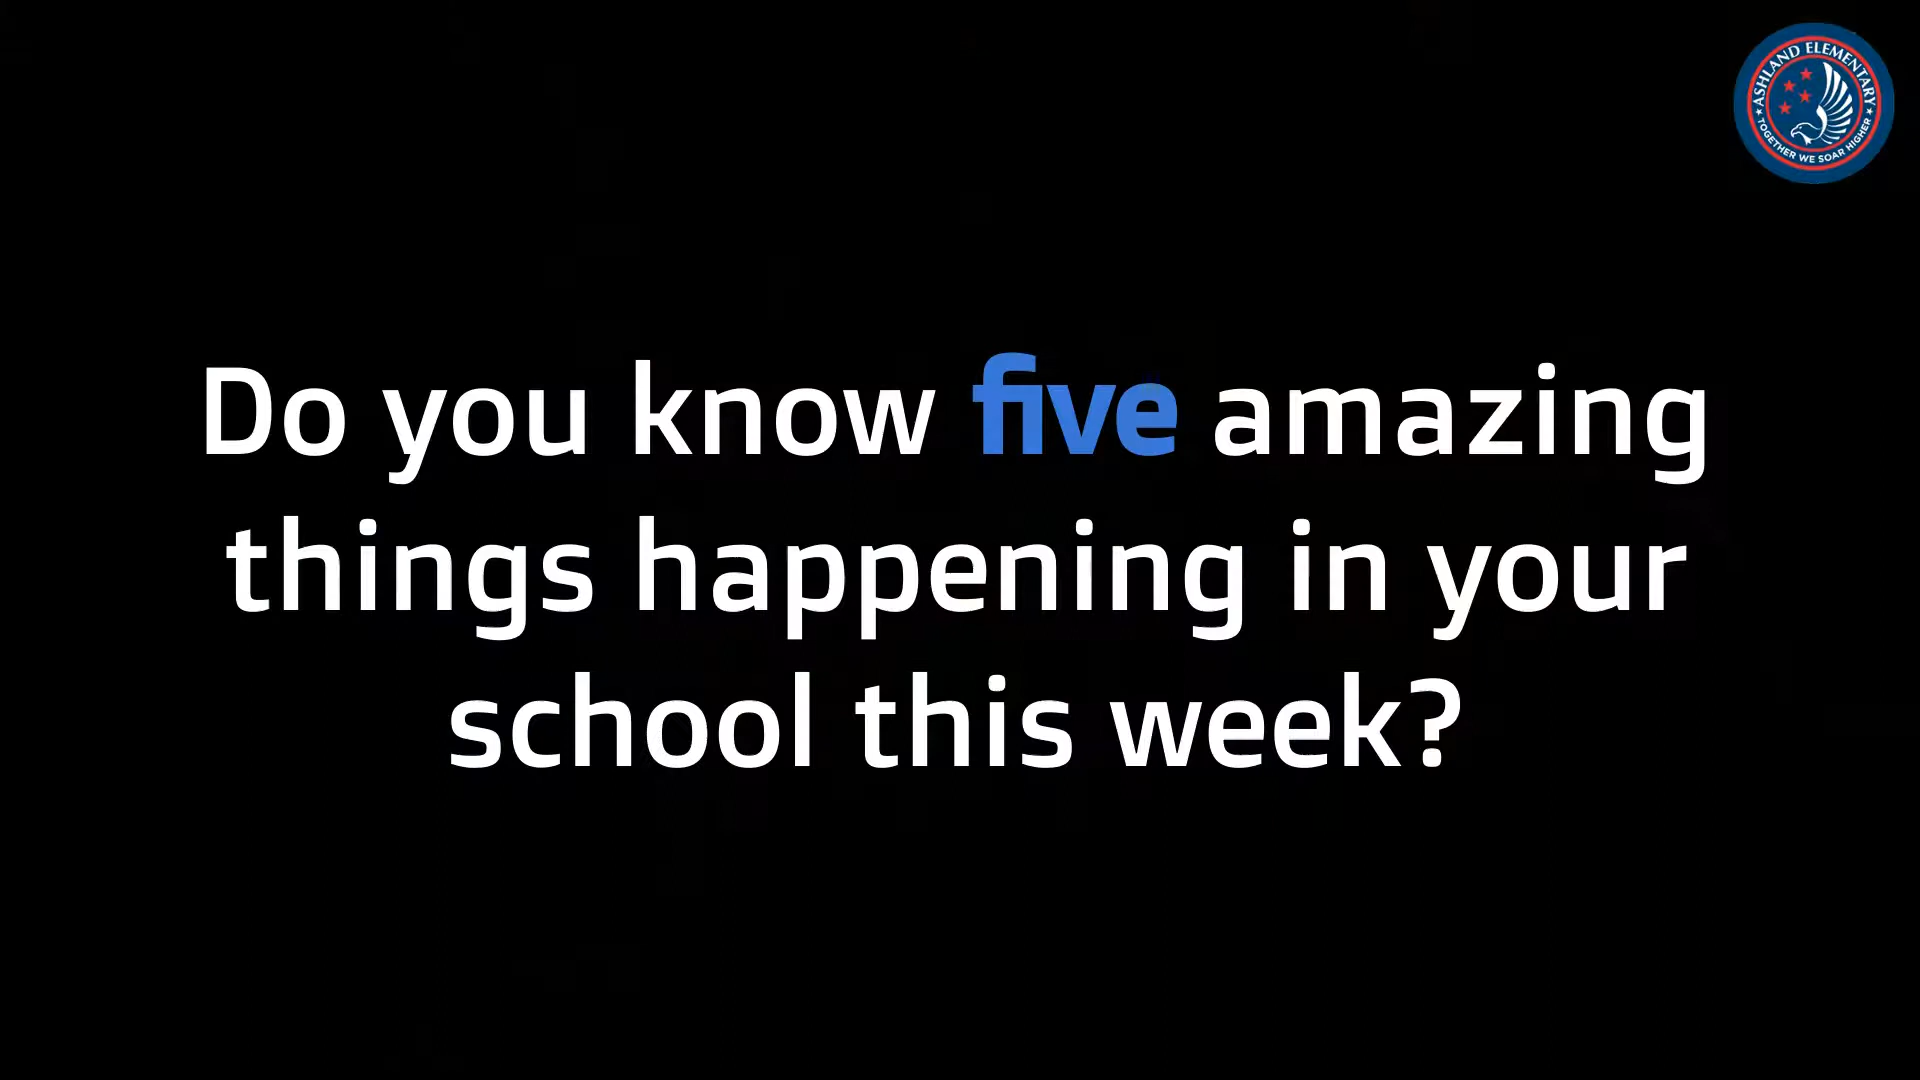 ASHLAND ELEMENTARY
TOGETHER WE SOAR HIGHER
Do you know five amazing
things happening in your
school this week?